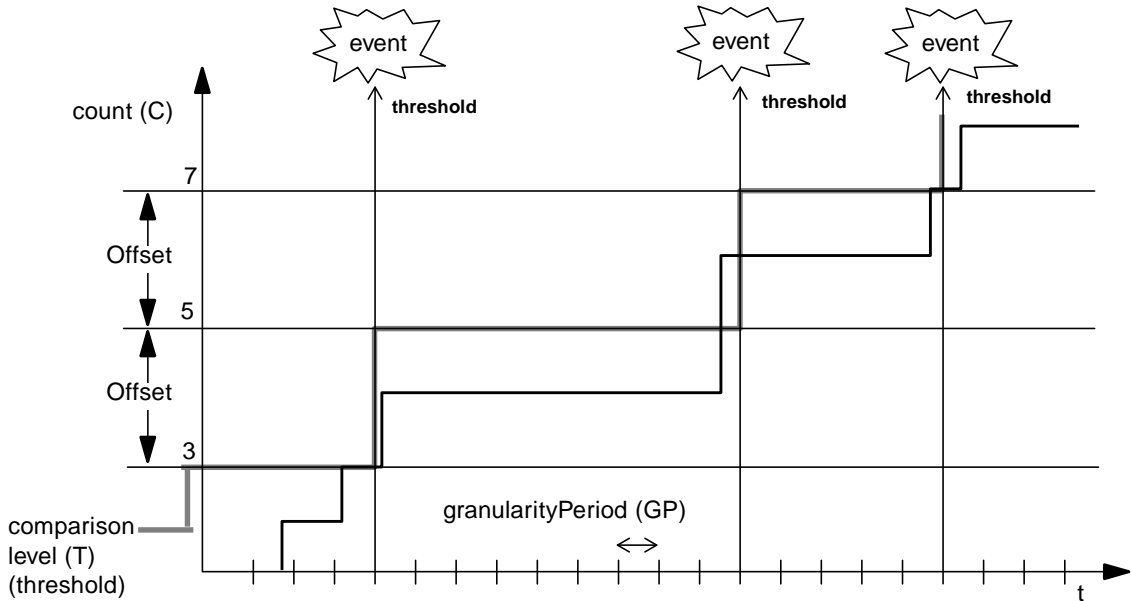 event
event
event
threshold
threshold
threshold
count (C)
7
Offset
5
Offset
3
granularityPeriod (GP)
comparison
level (T)
(threshold)
t